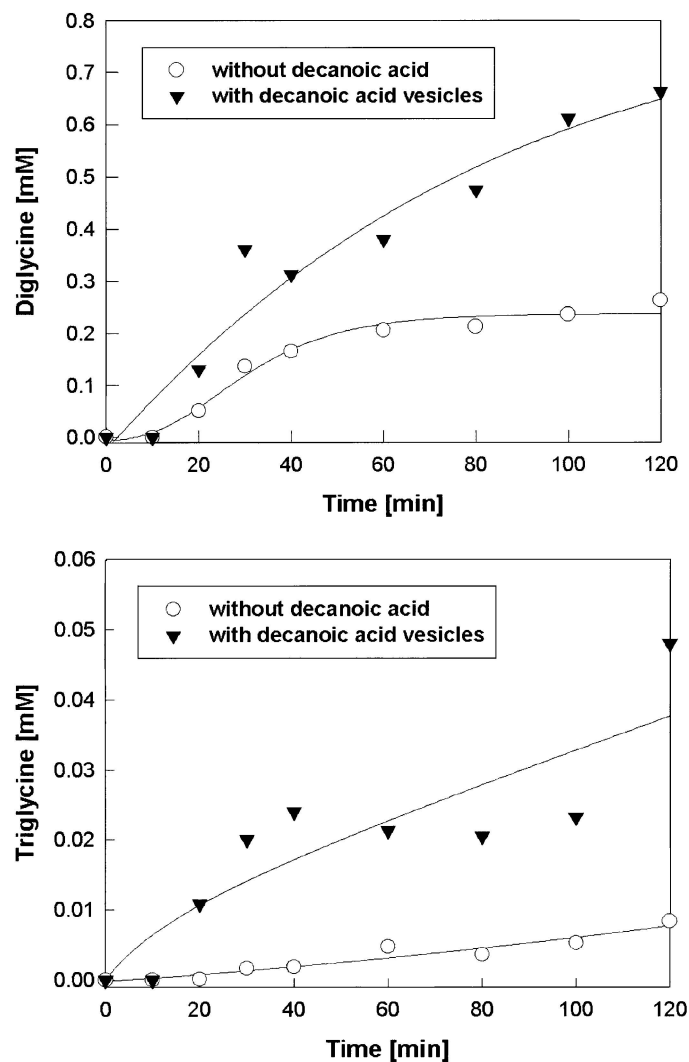 0.8
0.7
0.6
0.5
0.4
0.3
0.2
0.1
0.0
Diglycine [mM]
without decanoic acid
with decanoic acid vesicles
0 20 40 60 80 100 120
Time [min]
0.06
0.05
0.04
0.03
0.02
0.01
0.00
Triglycine [mM]
without decanoic acid
with decanoic acid vesicles
0 20 40 60 80 100 120
Time [min]